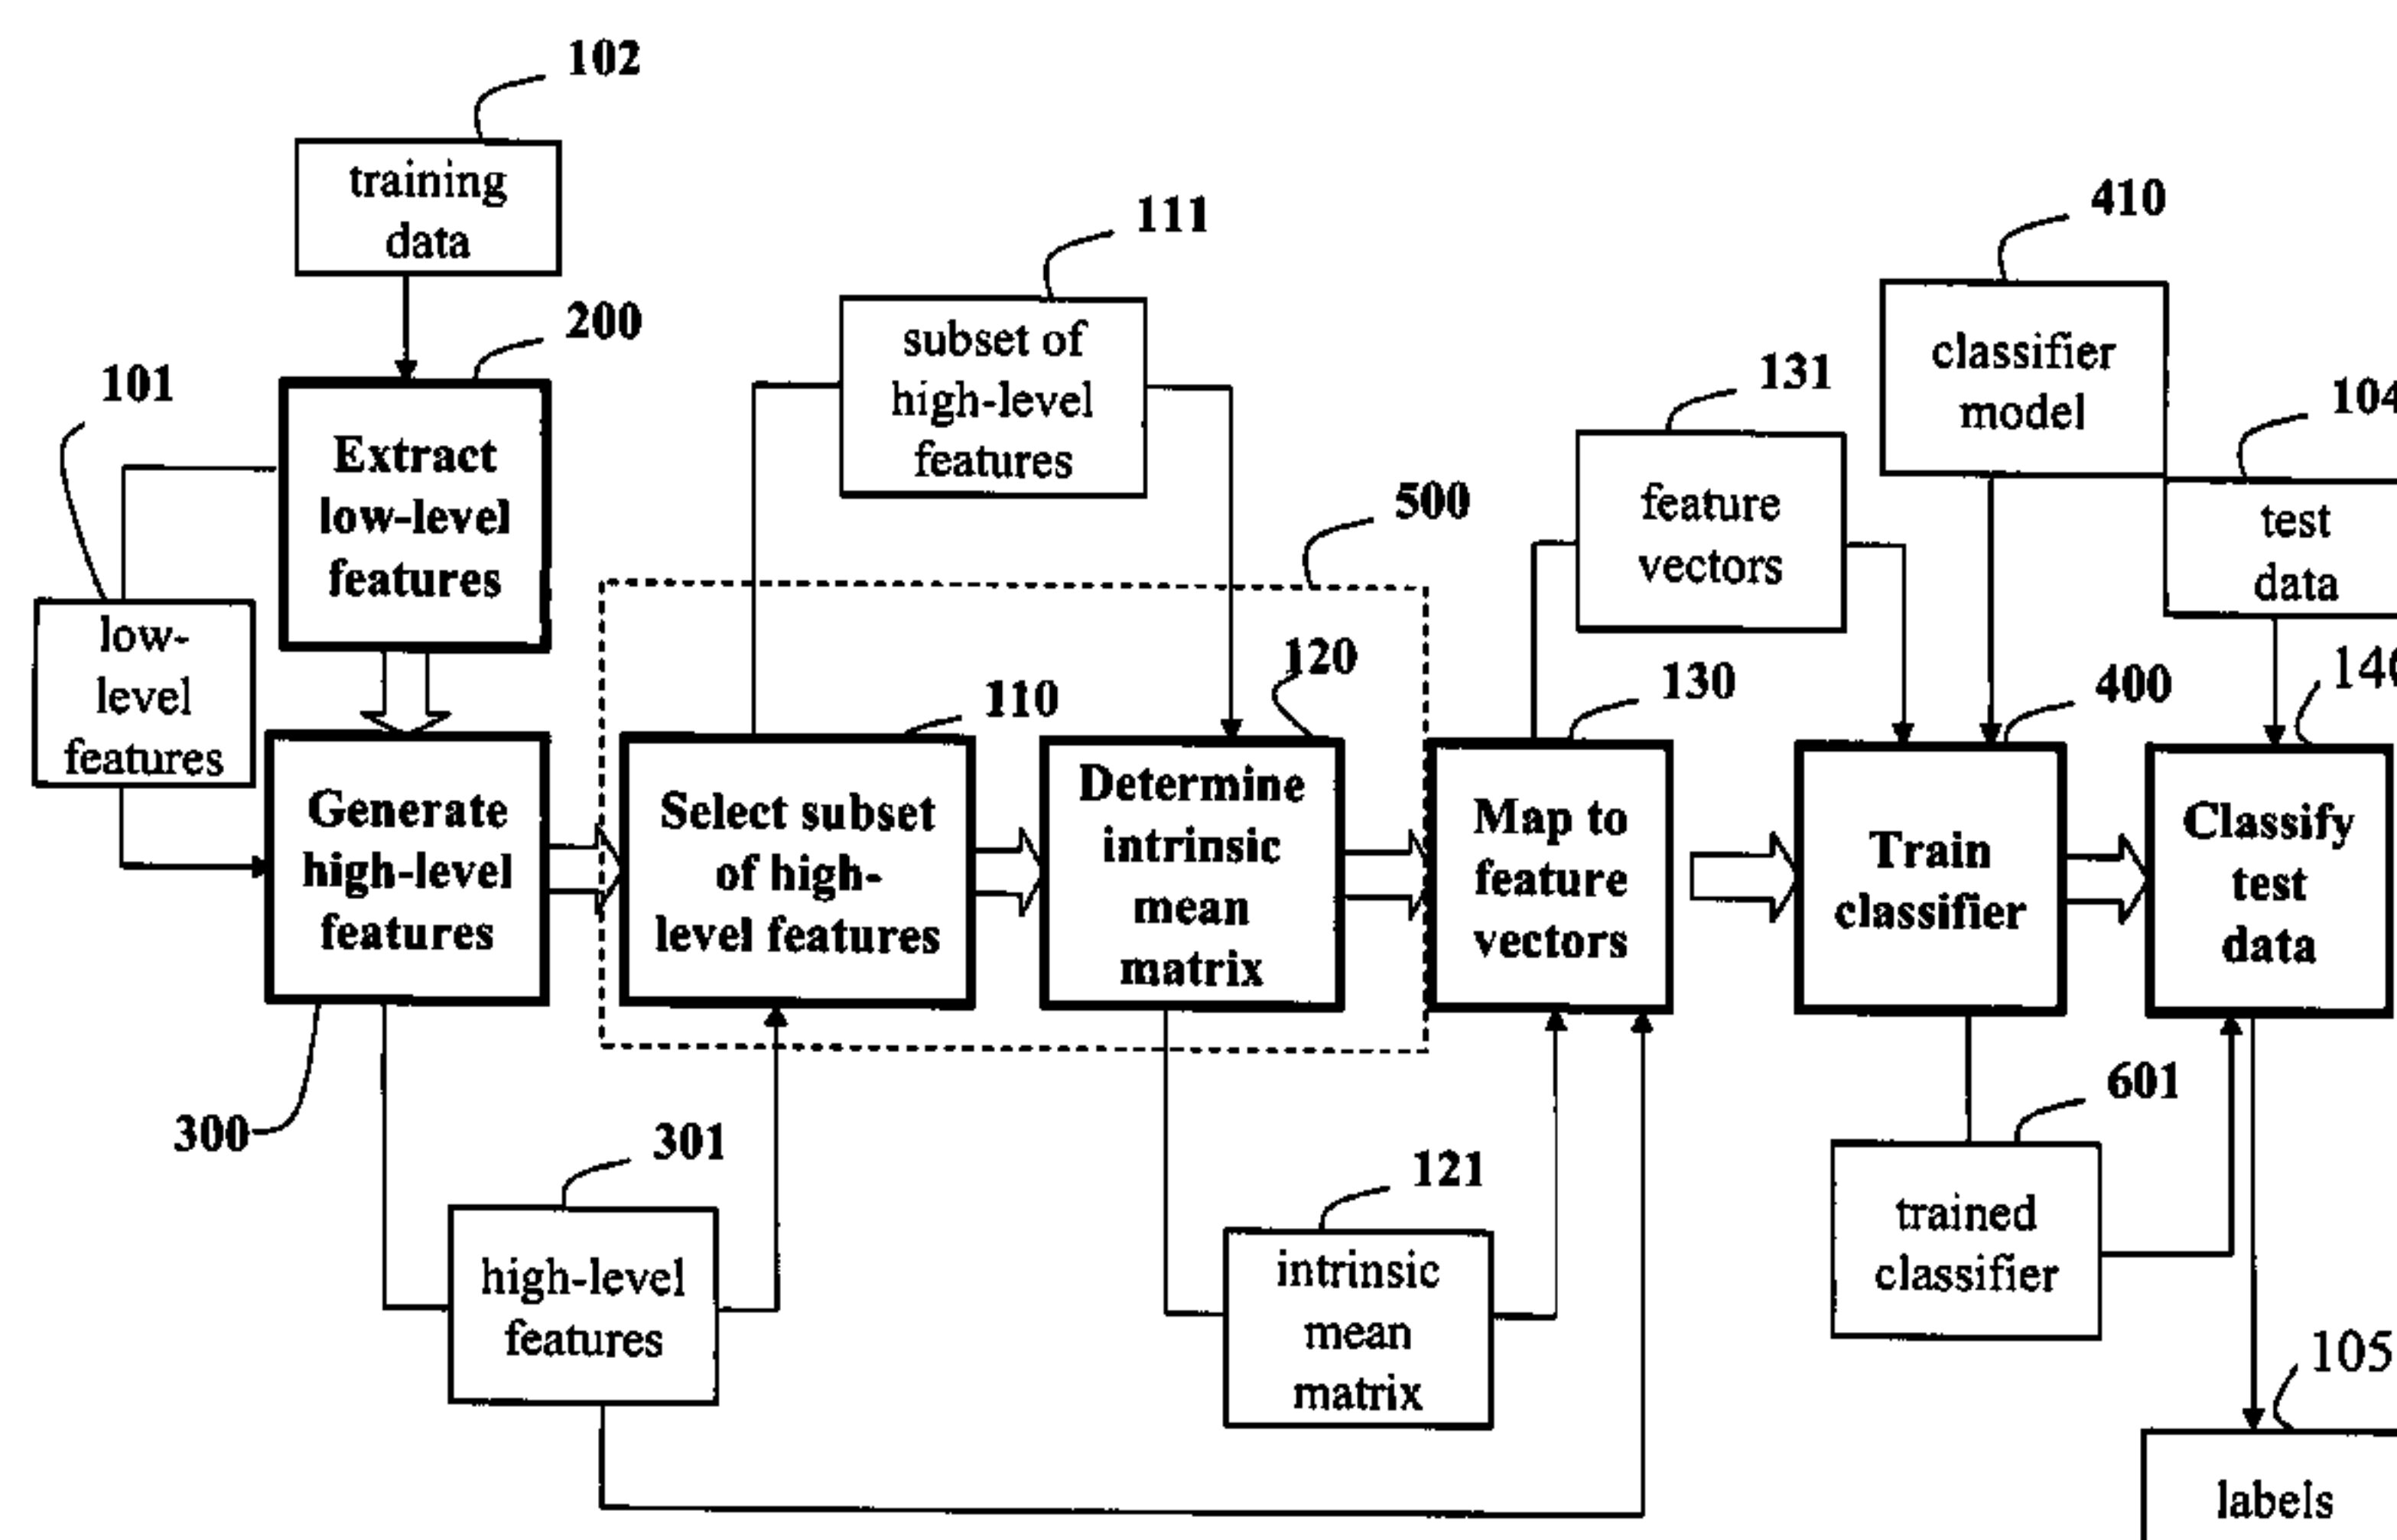 102
training
data
200
101
Extract
low-level
features
low-
level
features
111
subset of
high-level
features
500
410
classifier
model
131
feature
vectors
104
test
data
300
Generate
high-level
features
110
Select subset
of high-
level features
120
Determine
intrinsic
mean
matrix
130
Map to
feature
vectors
400
Train
classifier
Classify
test
data
301
high-level
features
121
intrinsic
mean
matrix
601
trained
classifier
105
labels